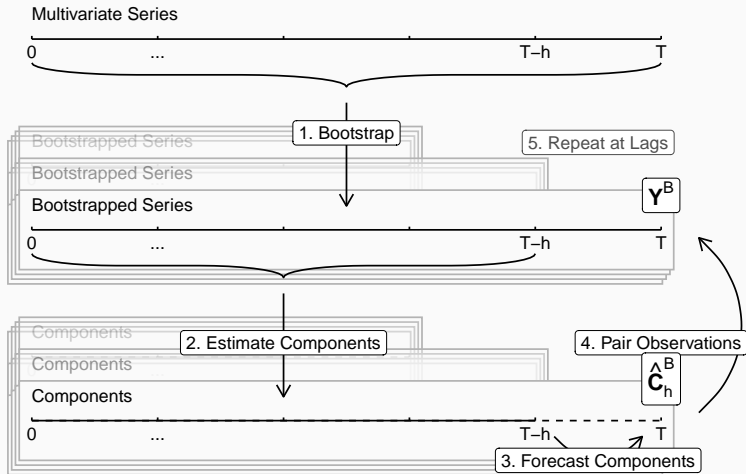 Multivariate Series
0 ... T−h T
1. Bootstrap
Bootstrapped Series
5. Repeat at Lags
Bootstrapped Series
Bootstrapped Series
Y^B
0 ... T−h T
Components
2. Estimate Components
4. Pair Observations
Components
Components
Ĉ_h^B
0 ... T−h T
3. Forecast Components